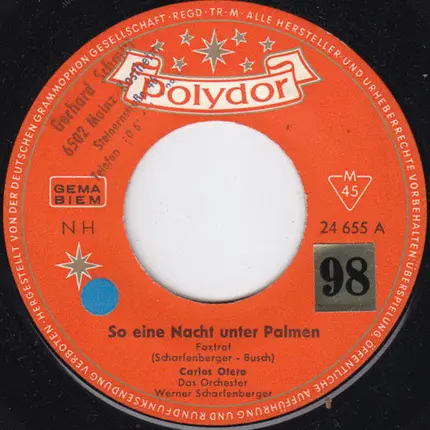 HERGESTELLT VON DER DEUTSCHEN GRAMMOPHON GESELLSCHAFT · REGD·TR·M· ALLE HERSTELLER UND URHEBERRECHTE VORBEHALTEN · ÜBERSPIELUNG ÖFFENTLICHE AUFFÜHRUNG UND RUNDFUNKSENDUNG VERBOTEN
Polydor
Gerhard
6502 Mainz
Telefon
GEMA
BIEM
NH
M
45
24 655 A
98
So eine Nacht unter Palmen
Foxtrot
(Scharfenberger - Busch)
Carlos Otero
Das Orchester
Werner Scharfenberger